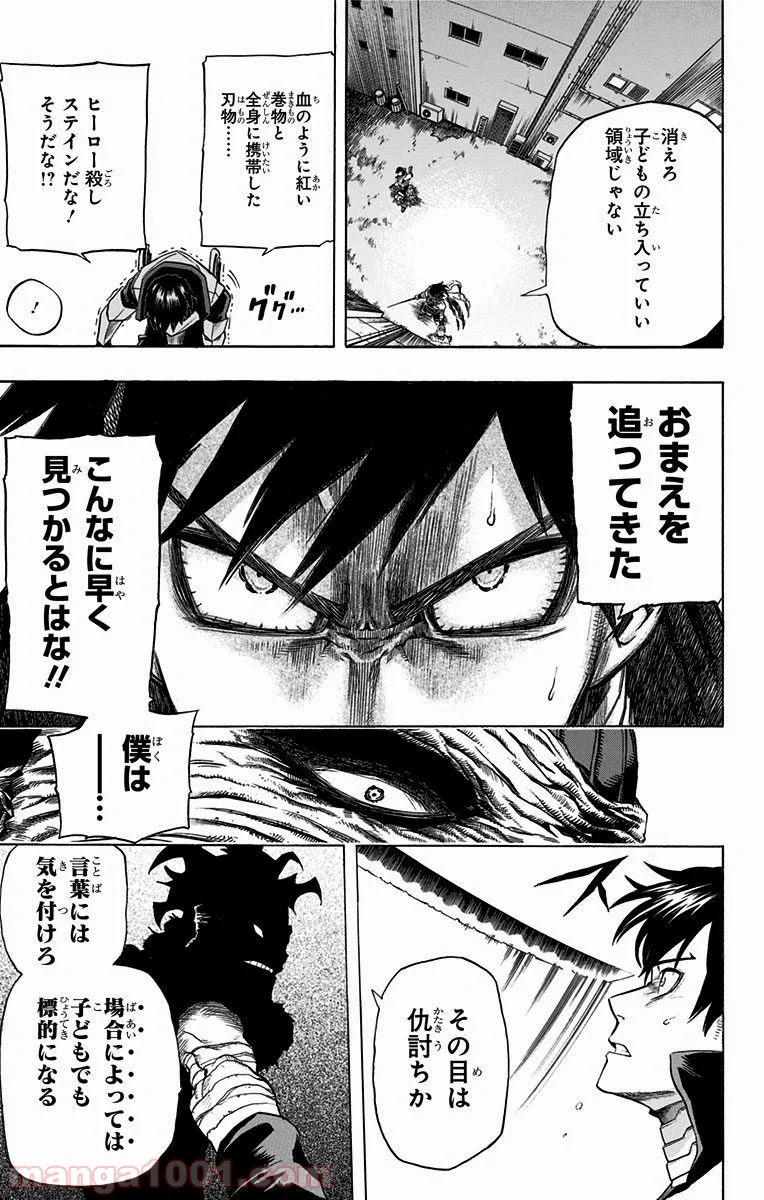 消えろ
子どもの立ち入っていい
領域じゃない
血のように紅い
巻物と
全身に携帯した
刃物……
ヒーロー殺し
ステインだな！
そうだな!?
ググ…
！
おまえを
追ってきた
こんなに早く
見つかるとはな!!
僕は
――…
その目は
仇討ちか
言葉には
気を付けろ
場合によっては
子どもでも
標的になる
manga1001.com